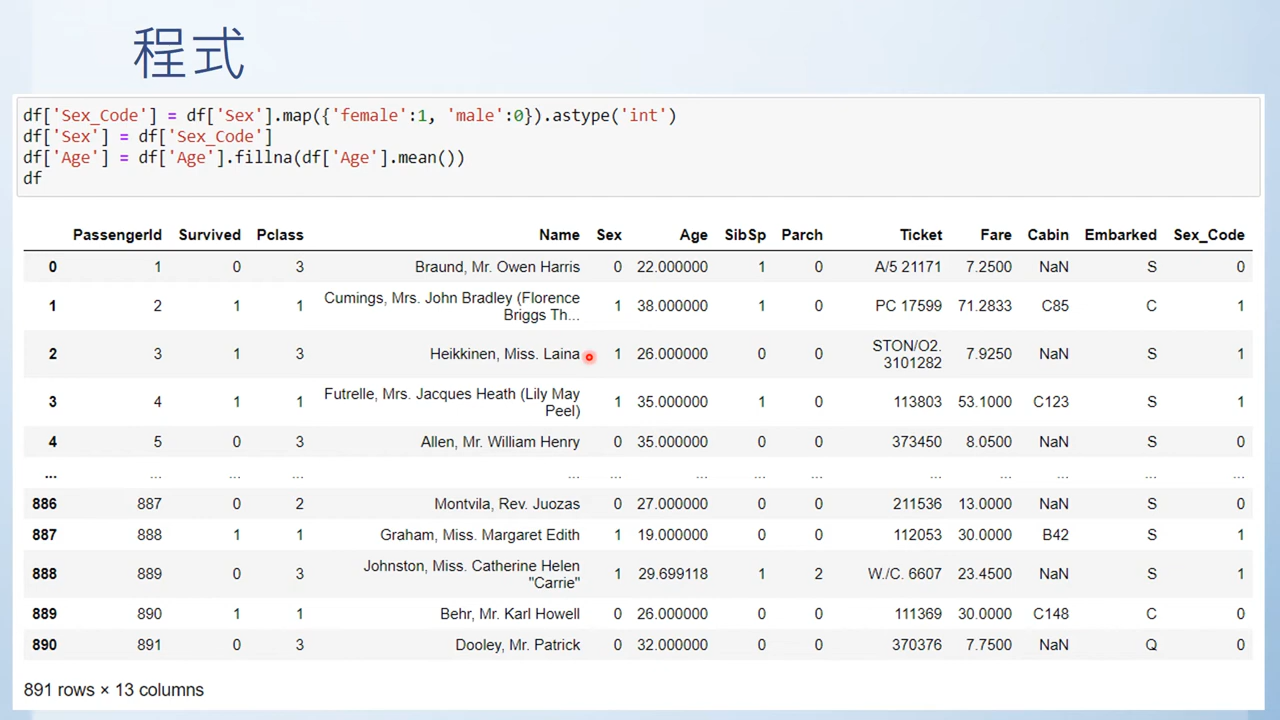 程式
df['Sex_Code'] = df['Sex'].map({'female':1, 'male':0}).astype('int')
df['Sex'] = df['Sex_Code']
df['Age'] = df['Age'].fillna(df['Age'].mean())
df
PassengerId Survived Pclass Name Sex Age SibSp Parch Ticket Fare Cabin Embarked Sex_Code
0 1 0 3 Braund, Mr. Owen Harris 0 22.000000 1 0 A/5 21171 7.2500 NaN S 0
1 2 1 1 Cumings, Mrs. John Bradley (Florence
Briggs Th... 1 38.000000 1 0 PC 17599 71.2833 C85 C 1
2 3 1 3 Heikkinen, Miss. Laina 1 26.000000 0 0 STON/O2.
3101282 7.9250 NaN S 1
3 4 1 1 Futrelle, Mrs. Jacques Heath (Lily May
Peel) 1 35.000000 1 0 113803 53.1000 C123 S 1
4 5 0 3 Allen, Mr. William Henry 0 35.000000 0 0 373450 8.0500 NaN S 0
... ... ... ... ... ... ... ... ... ... ... ... ... ...
886 887 0 2 Montvila, Rev. Juozas 0 27.000000 0 0 211536 13.0000 NaN S 0
887 888 1 1 Graham, Miss. Margaret Edith 1 19.000000 0 0 112053 30.0000 B42 S 1
888 889 0 3 Johnston, Miss. Catherine Helen
"Carrie" 1 29.699118 1 2 W./C. 6607 23.4500 NaN S 1
889 890 1 1 Behr, Mr. Karl Howell 0 26.000000 0 0 111369 30.0000 C148 C 0
890 891 0 3 Dooley, Mr. Patrick 0 32.000000 0 0 370376 7.7500 NaN Q 0
891 rows × 13 columns